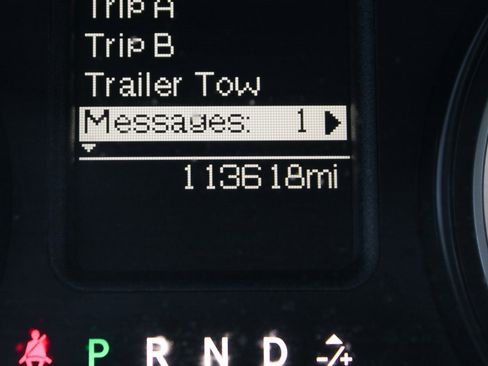 Trip A
Trip B
Trailer Tow
Messages: 1
113618mi
P R N D -/+